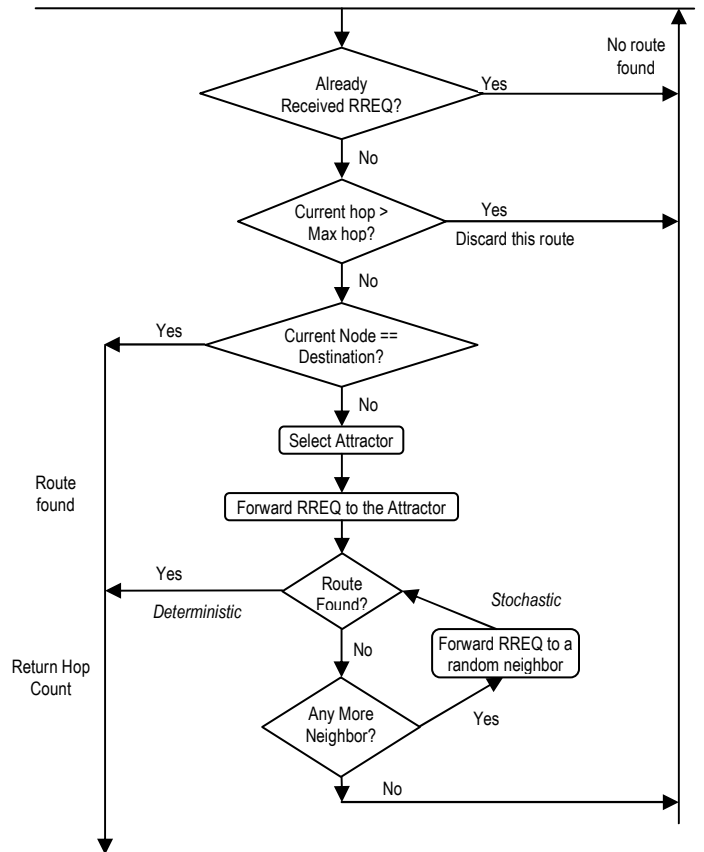 No route
found
Already
Received RREQ?
Yes
No
Current hop >
Max hop?
Yes
Discard this route
No
Yes
Current Node ==
Destination?
No
Select Attractor
Route
found
Forward RREQ to the Attractor
Yes
Deterministic
Route
Found?
Stochastic
No
Forward RREQ to a
random neighbor
Return Hop
Count
Any More
Neighbor?
Yes
No